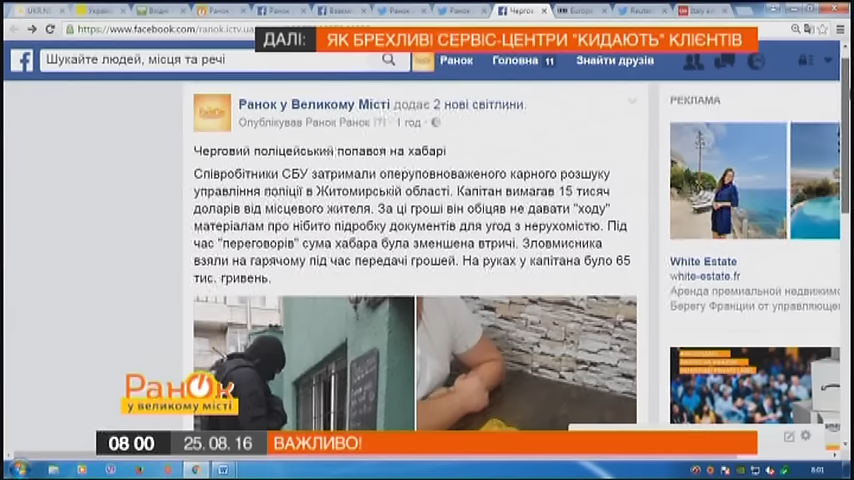 Черго
Europe
Reuter
https://www.facebook.com/ranok.ictv.ua
ДАЛІ: ЯК БРЕХЛИВІ СЕРВІС-ЦЕНТРИ "КИДАЮТЬ" КЛІЄНТІВ
Шукайте людей, місця та речі
Ранок
Головна 11
Знайти друзів
Ранок у Великому Місті додає 2 нові світлини.
Опублікував Ранок Ранок [?] · 1 год ·
Черговий поліцейський попався на хабарі
Співробітники СБУ затримали оперуповноваженого карного розшуку
управління поліції в Житомирській області. Капітан вимагав 15 тисяч
доларів від місцевого жителя. За ці гроші він обіцяв не давати "ходу"
матеріалам про нібито підробку документів для угод з нерухомістю. Під
час "переговорів" сума хабара була зменшена втричі. Зловмисника
взяли на гарячому під час передачі грошей. На руках у капітана було 65
тис. гривень.
РЕКЛАМА
White Estate
white-estate.fr
Аренда премиальной недвижимо
Берегу Франции от управляющей
РанОк
у великому місті
08 00
25. 08. 16
ВАЖЛИВО!
8:01